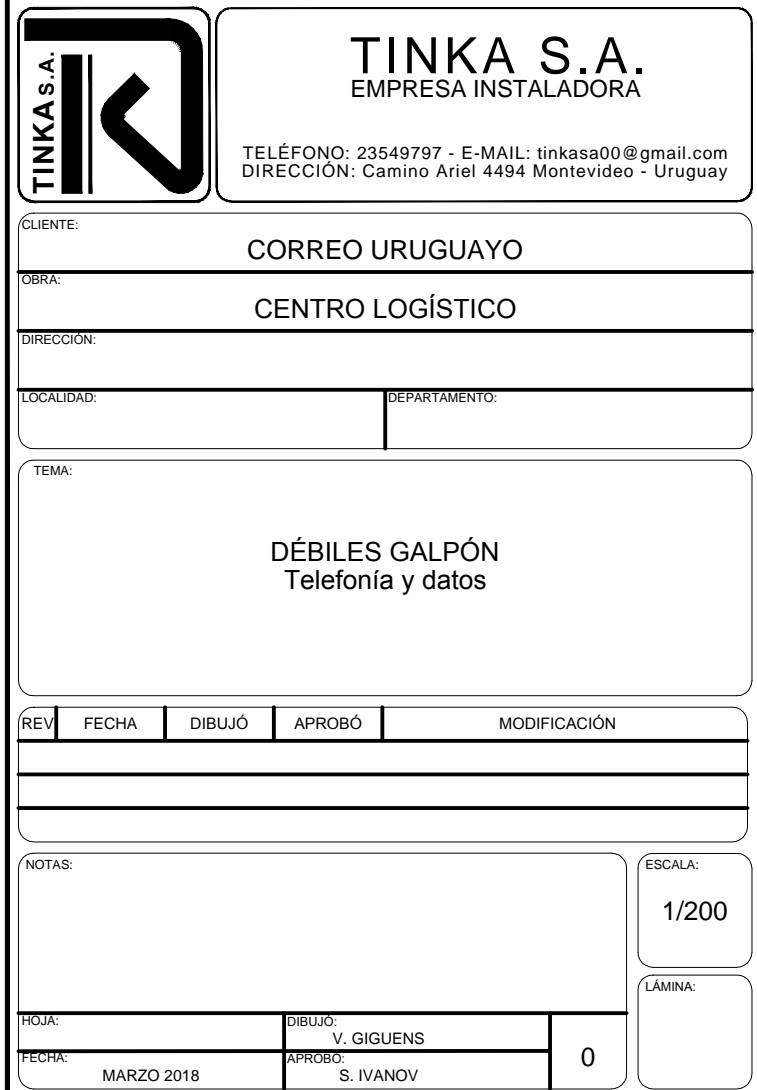 TINKA S.A.
TINKA S.A.
EMPRESA INSTALADORA
TELÉFONO: 23549797 - E-MAIL: tinkasa00@gmail.com
DIRECCIÓN: Camino Ariel 4494 Montevideo - Uruguay
CLIENTE:
CORREO URUGUAYO
OBRA:
CENTRO LOGÍSTICO
DIRECCIÓN:
LOCALIDAD:
DEPARTAMENTO:
TEMA:
DÉBILES GALPÓN
Telefonía y datos
REV FECHA DIBUJÓ APROBÓ MODIFICACIÓN
NOTAS:
ESCALA:
1/200
LÁMINA:
HOJA:
DIBUJÓ:
V. GIGUENS
FECHA:
MARZO 2018
APROBÓ:
S. IVANOV
0